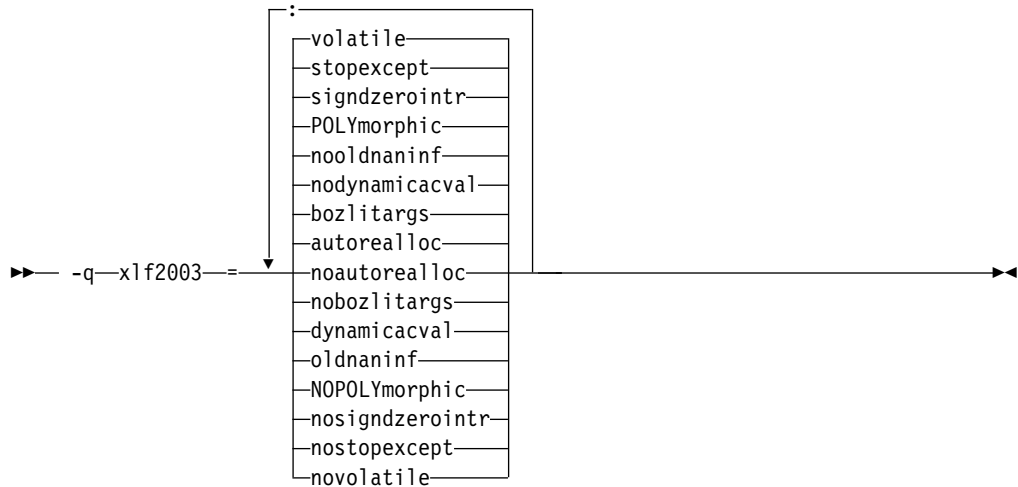 :
volatile
stopexcept
signdzerointr
POLYmorphic
nooldnaninf
nodynamicacval
bozlitargs
autorealloc
-q xlf2003 = noautorealloc
nobozlitargs
dynamicacval
oldnaninf
NOPOLYmorphic
nosigndzerointr
nostopexcept
novolatile